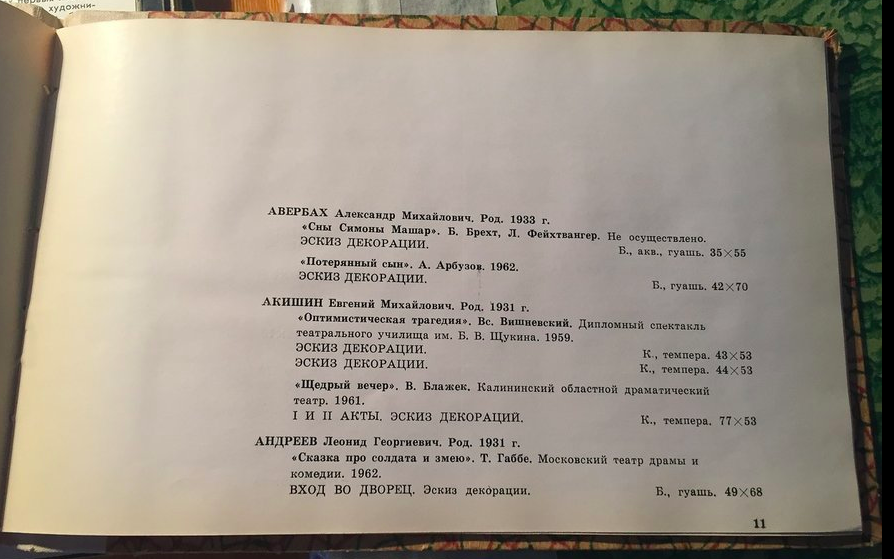 художни-
АВЕРБАХ Александр Михайлович. Род. 1933 г.
«Сны Симоны Машар». Б. Брехт, Л. Фейхтвангер. Не осуществлено.
ЭСКИЗ ДЕКОРАЦИИ. Б., акв., гуашь. 35×55
«Потерянный сын». А. Арбузов. 1962.
ЭСКИЗ ДЕКОРАЦИИ. Б., гуашь. 42×70
АКИШИН Евгений Михайлович. Род. 1931 г.
«Оптимистическая трагедия». Вс. Вишневский. Дипломный спектакль
театрального училища им. Б. В. Щукина. 1959.
ЭСКИЗ ДЕКОРАЦИИ. К., темпера. 43×53
ЭСКИЗ ДЕКОРАЦИИ. К., темпера. 44×53
«Щедрый вечер». В. Блажек. Калининский областной драматический
театр. 1961.
I И II АКТЫ. ЭСКИЗ ДЕКОРАЦИЙ. К., темпера. 77×53
АНДРЕЕВ Леонид Георгиевич. Род. 1931 г.
«Сказка про солдата и змею». Т. Габбе. Московский театр драмы и
комедии. 1962.
ВХОД ВО ДВОРЕЦ. Эскиз декорации. Б., гуашь. 49×68
11